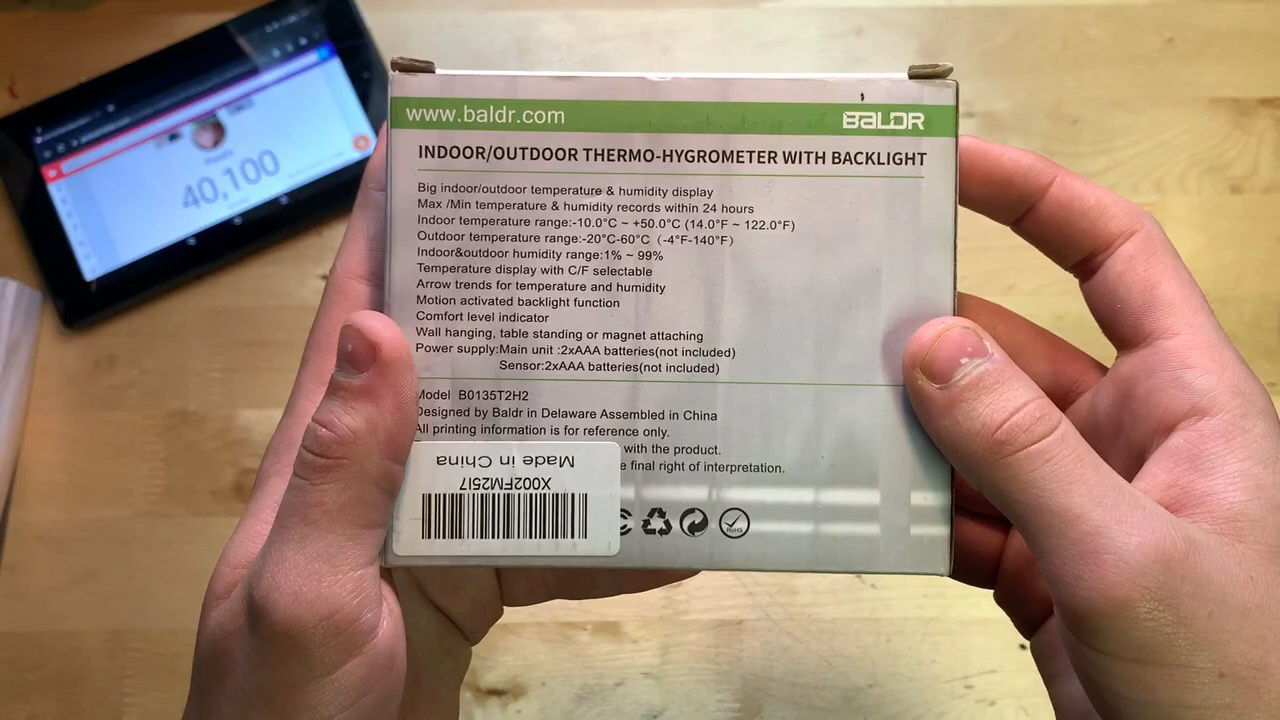 40,100
www.baldr.com
BALDR
INDOOR/OUTDOOR THERMO-HYGROMETER WITH BACKLIGHT
Big indoor/outdoor temperature & humidity display
Max /Min temperature & humidity records within 24 hours
Indoor temperature range:-10.0°C ~ +50.0°C (14.0°F ~ 122.0°F)
Outdoor temperature range:-20°C-60°C (-4°F-140°F)
Indoor&outdoor humidity range:1% ~ 99%
Temperature display with C/F selectable
Arrow trends for temperature and humidity
Motion activated backlight function
Comfort level indicator
Wall hanging, table standing or magnet attaching
Power supply:Main unit :2xAAA batteries(not included)
Sensor:2xAAA batteries(not included)
Model B0135T2H2
Designed by Baldr in Delaware Assembled in China
All printing information is for reference only.
with the product.
final right of interpretation.
Made in China
X002FM25I7
RoHS